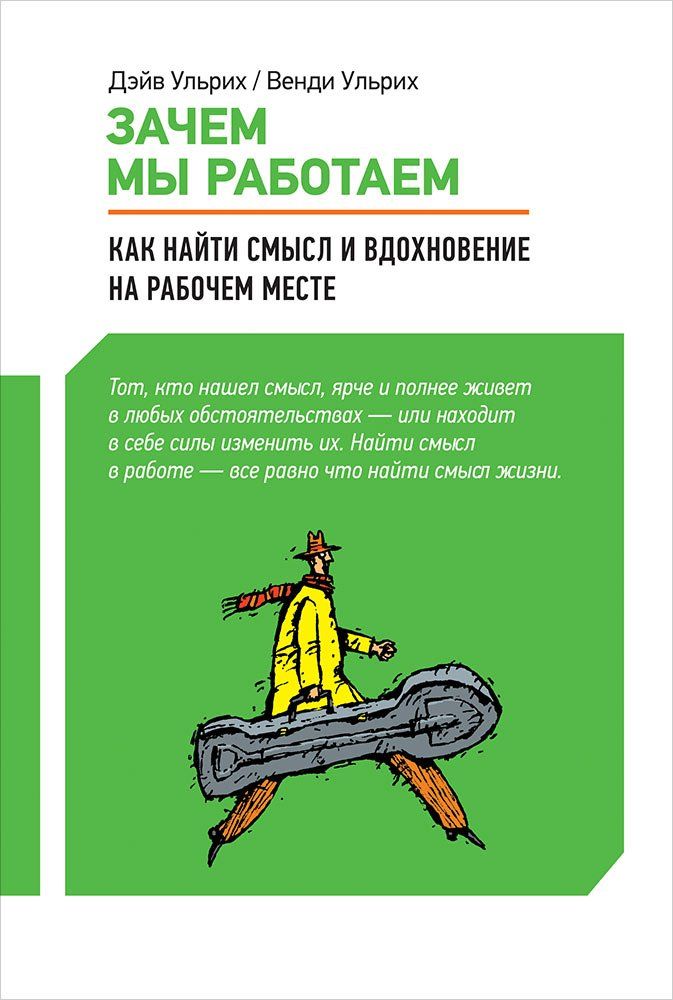 Дэйв Ульрих / Венди Ульрих
ЗАЧЕМ
МЫ РАБОТАЕМ
КАК НАЙТИ СМЫСЛ И ВДОХНОВЕНИЕ
НА РАБОЧЕМ МЕСТЕ
Тот, кто нашел смысл, ярче и полнее живет
в любых обстоятельствах — или находит
в себе силы изменить их. Найти смысл
в работе — все равно что найти смысл жизни.